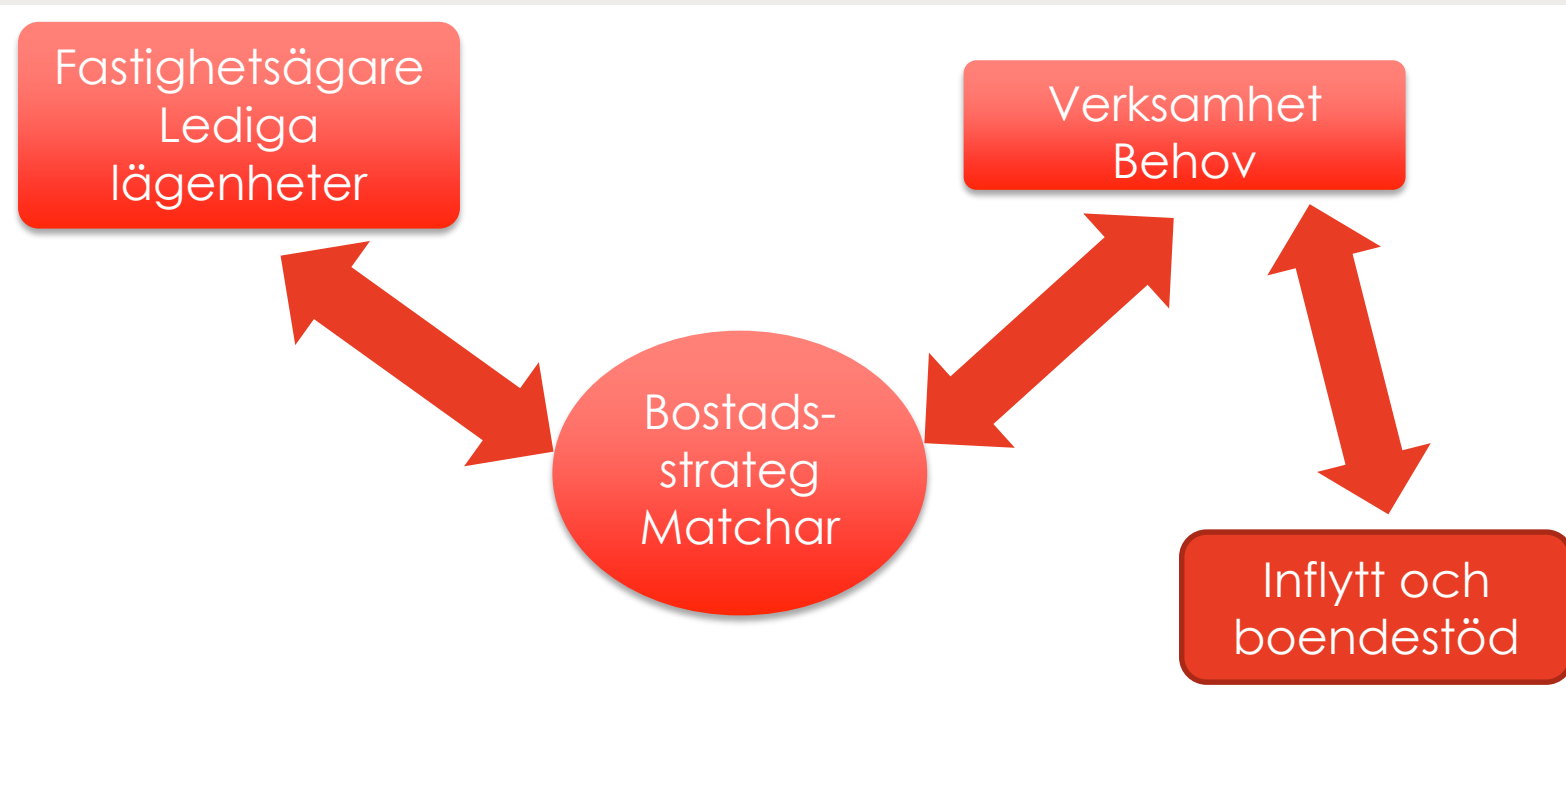 Fastighetsägare
Lediga
lägenheter
Verksamhet
Behov
Bostads-
strateg
Matchar
Inflytt och
boendestöd